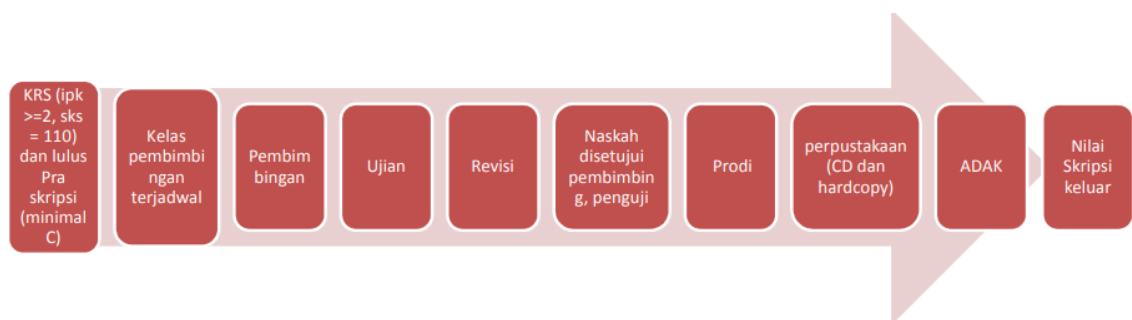 KRS (ipk
>=2, sks
= 110)
dan lulus
Pra
skripsi
(minimal
C)
Kelas
pembimbi
ngan
terjadwal
Pembim
bingan
Ujian
Revisi
Naskah
disetujui
pembimbin
g, penguji
Prodi
perpustakaan
(CD dan
hardcopy)
ADAK
Nilai
Skripsi
keluar